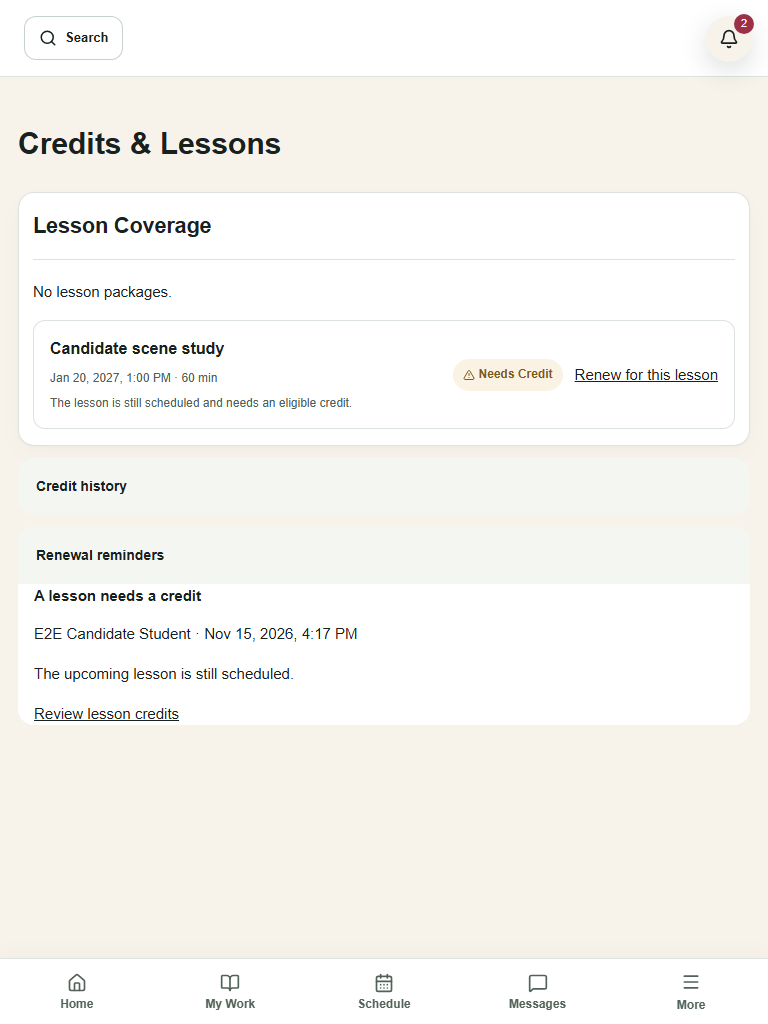 Search
2
Credits & Lessons
Lesson Coverage
No lesson packages.
Candidate scene study
Jan 20, 2027, 1:00 PM · 60 min
The lesson is still scheduled and needs an eligible credit.
Needs Credit
Renew for this lesson
Credit history
Renewal reminders
A lesson needs a credit
E2E Candidate Student · Nov 15, 2026, 4:17 PM
The upcoming lesson is still scheduled.
Review lesson credits
Home
My Work
Schedule
Messages
More